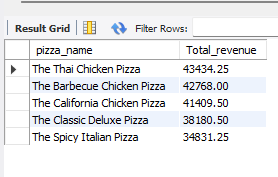 Result Grid Filter Rows:
pizza_name Total_revenue
The Thai Chicken Pizza 43434.25
The Barbecue Chicken Pizza 42768.00
The California Chicken Pizza 41409.50
The Classic Deluxe Pizza 38180.50
The Spicy Italian Pizza 34831.25